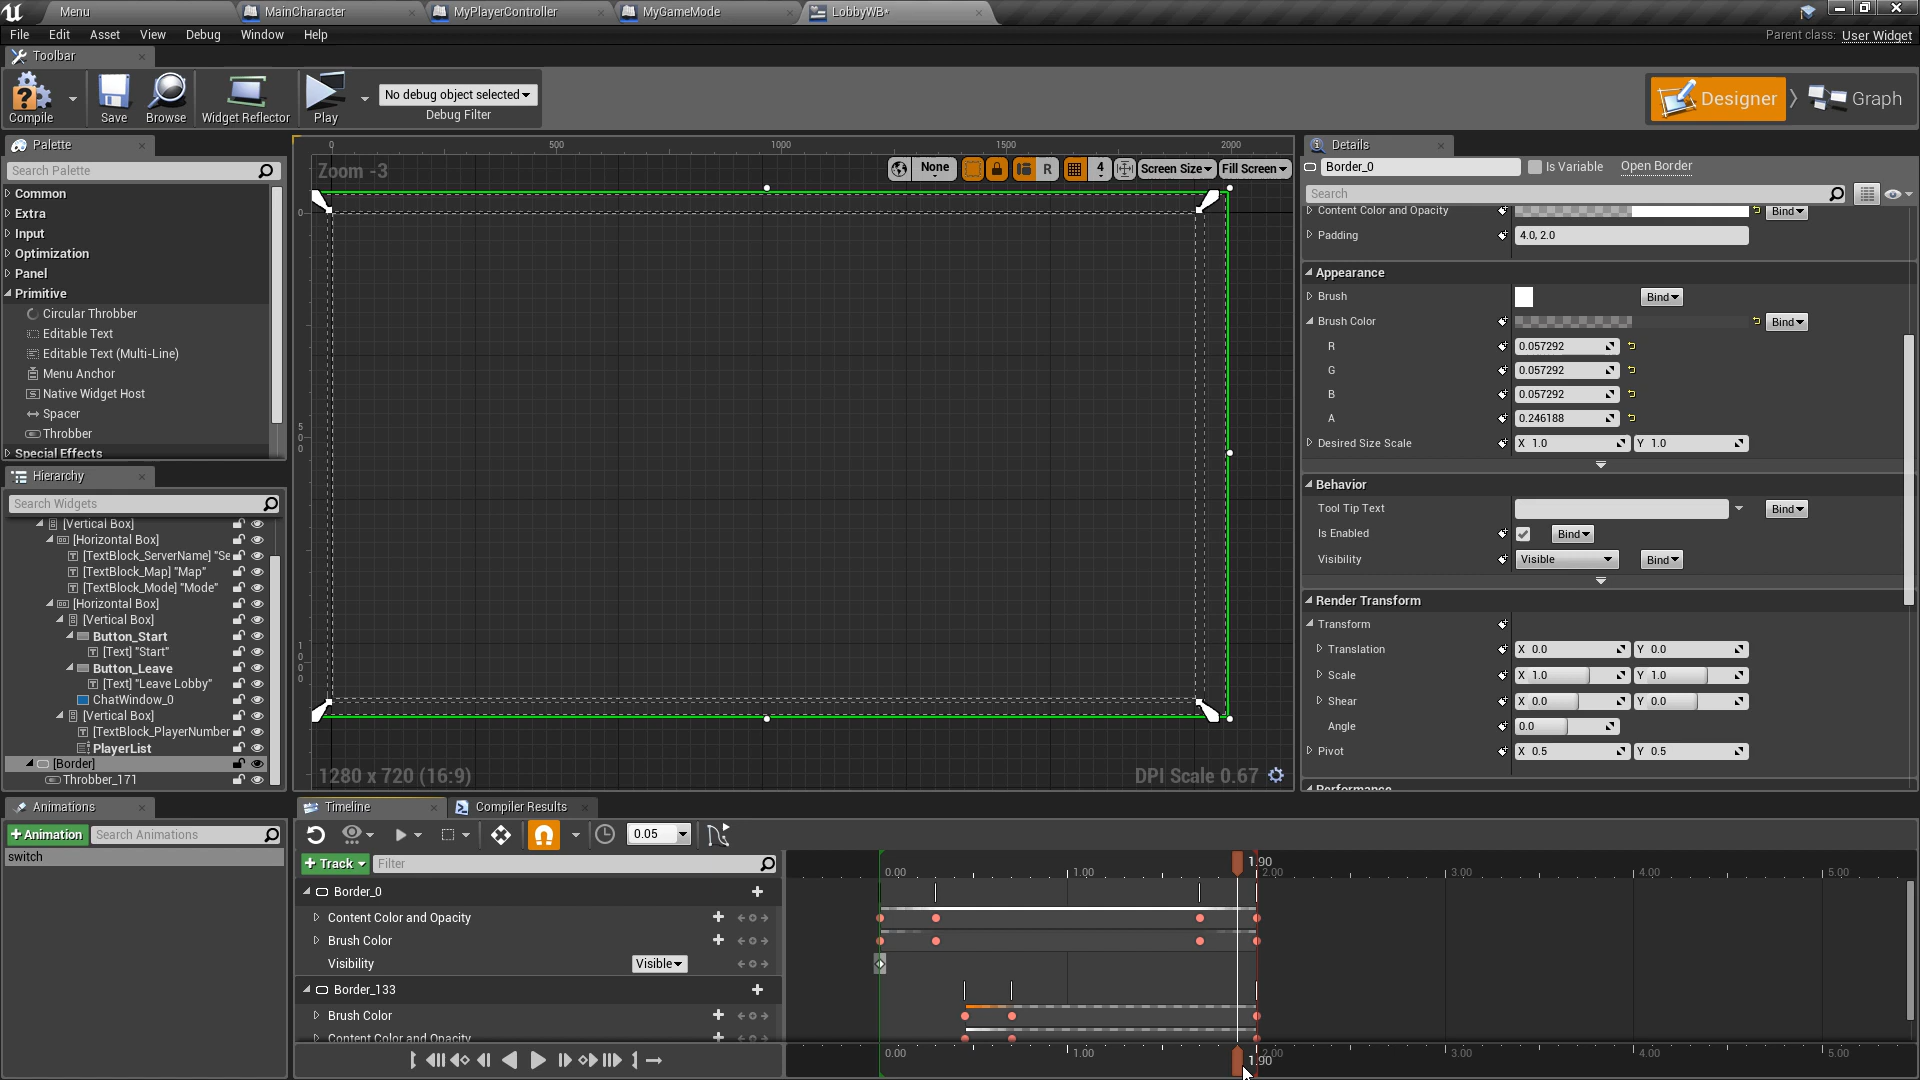 Menu
MainCharacter
MyPlayerController
MyGameMode
LobbyWB*
File Edit Asset View Debug Window Help
Parent class: User Widget
Toolbar
Compile
Save
Browse
Widget Reflector
Play
No debug object selected
Debug Filter
Designer
Graph
Palette
Search Palette
Common
Extra
Input
Optimization
Panel
Primitive
Circular Throbber
Editable Text
Editable Text (Multi-Line)
Menu Anchor
Native Widget Host
Spacer
Throbber
Special Effects
Hierarchy
Search Widgets
[Vertical Box]
[Horizontal Box]
[TextBlock_ServerName] "Se
[TextBlock_Map] "Map"
[TextBlock_Mode] "Mode"
[Horizontal Box]
[Vertical Box]
Button_Start
[Text] "Start"
Button_Leave
[Text] "Leave Lobby"
ChatWindow_0
[Vertical Box]
[TextBlock_PlayerNumber
PlayerList
[Border]
Throbber_171
0 500 1000 1500 2000
Zoom -3
None
R
4
Screen Size
Fill Screen
0
500
1000
1280 x 720 (16:9)
DPI Scale 0.67
Details
Border_0
Is Variable
Open Border
Search
Content Color and Opacity Bind
Padding 4.0, 2.0
Appearance
Brush Bind
Brush Color Bind
R 0.057292
G 0.057292
B 0.057292
A 0.246188
Desired Size Scale X 1.0 Y 1.0
Behavior
Tool Tip Text Bind
Is Enabled Bind
Visibility Visible Bind
Render Transform
Transform
Translation X 0.0 Y 0.0
Scale X 1.0 Y 1.0
Shear X 0.0 Y 0.0
Angle 0.0
Pivot X 0.5 Y 0.5
Performance
Animations
+Animation
Search Animations
switch
Timeline
Compiler Results
0.05
+ Track
Filter
1.90
0.00 1.00 2.00 3.00 4.00 5.00
Border_0
Content Color and Opacity
Brush Color
Visibility Visible
Border_133
Brush Color
Content Color and Opacity
0.00 1.00 2.00 3.00 4.00 5.00
1.90